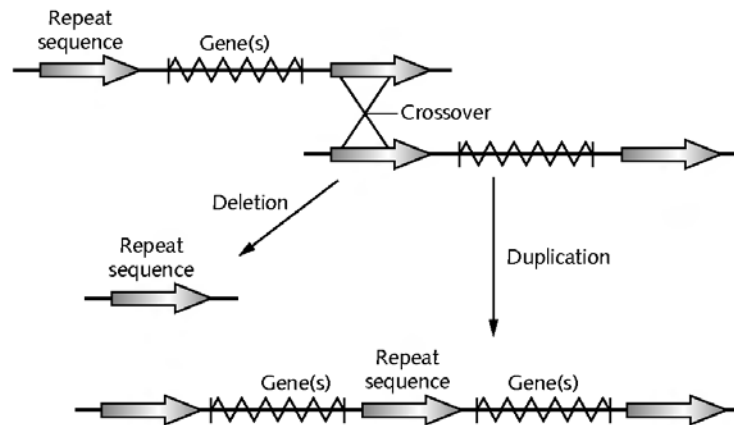 Repeat
sequence
Gene(s)
Crossover
Deletion
Repeat
sequence
Duplication
Gene(s)
Repeat
sequence
Gene(s)